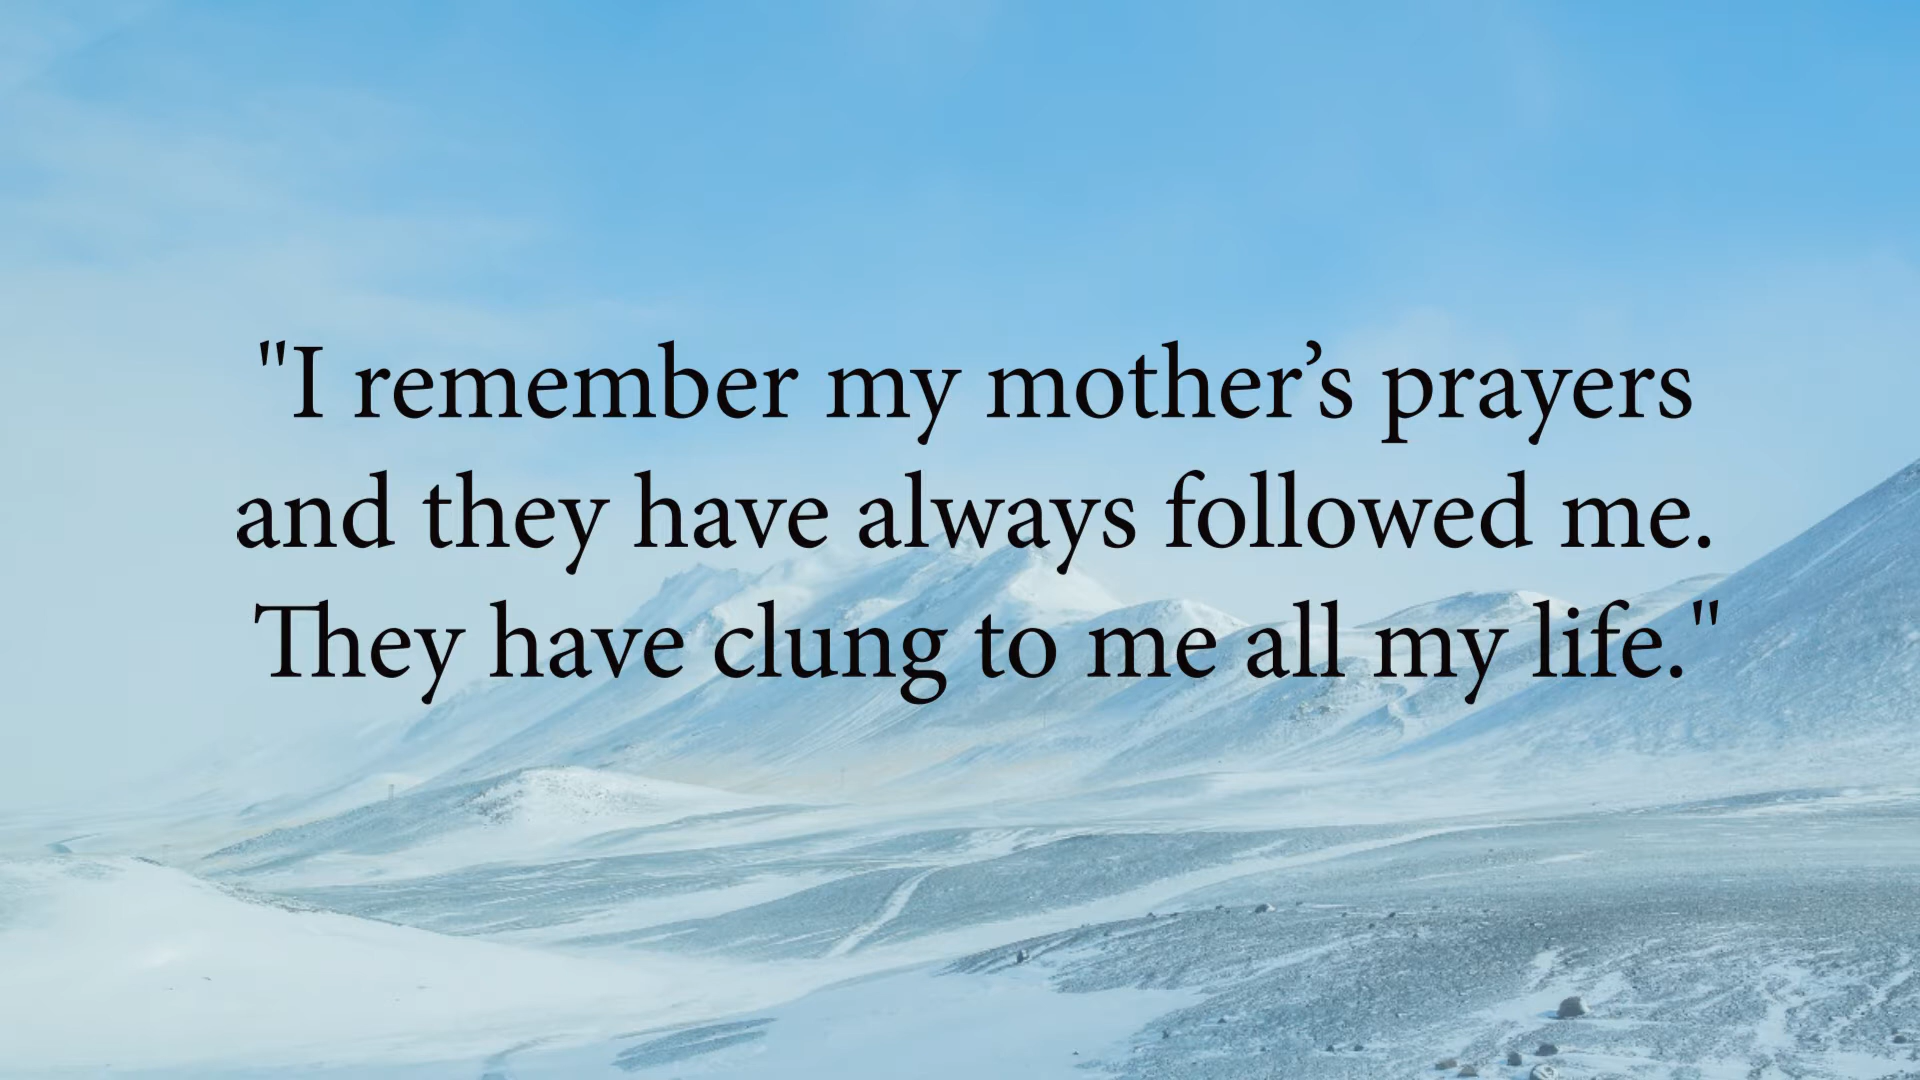 "I remember my mother’s prayers
and they have always followed me.
They have clung to me all my life."